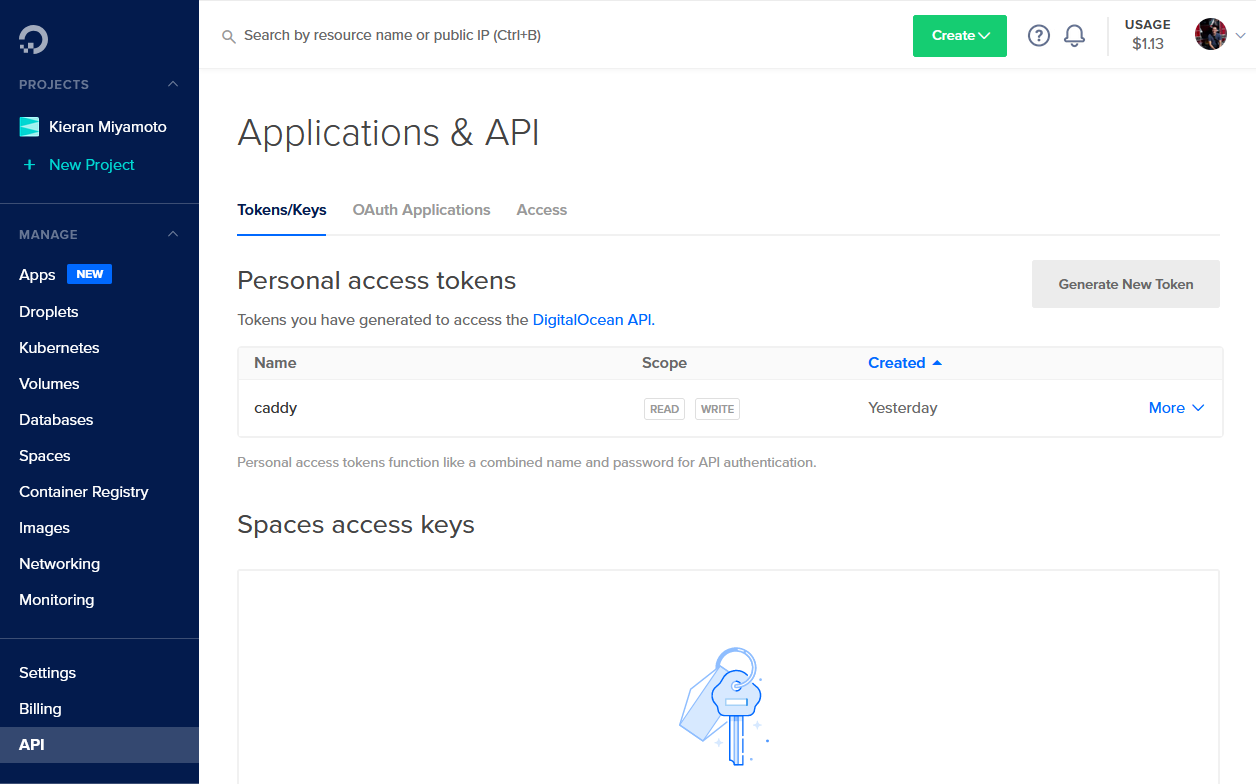 Search by resource name or public IP (Ctrl+B)
Create
USAGE
$1.13
PROJECTS
Kieran Miyamoto
+ New Project
MANAGE
Apps NEW
Droplets
Kubernetes
Volumes
Databases
Spaces
Container Registry
Images
Networking
Monitoring
Settings
Billing
API
Applications & API
Tokens/Keys OAuth Applications Access
Personal access tokens
Generate New Token
Tokens you have generated to access the DigitalOcean API.
Name Scope Created
caddy READ WRITE Yesterday More
Personal access tokens function like a combined name and password for API authentication.
Spaces access keys